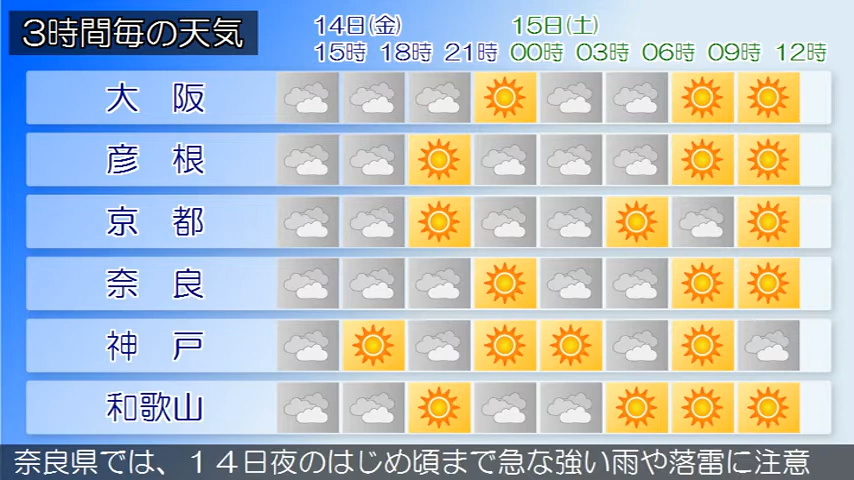 3時間毎の天気
14日(金) 15日(土)
15時 18時 21時 00時 03時 06時 09時 12時
大 阪
彦 根
京 都
奈 良
神 戸
和歌山
奈良県では、１４日夜のはじめ頃まで急な強い雨や落雷に注意